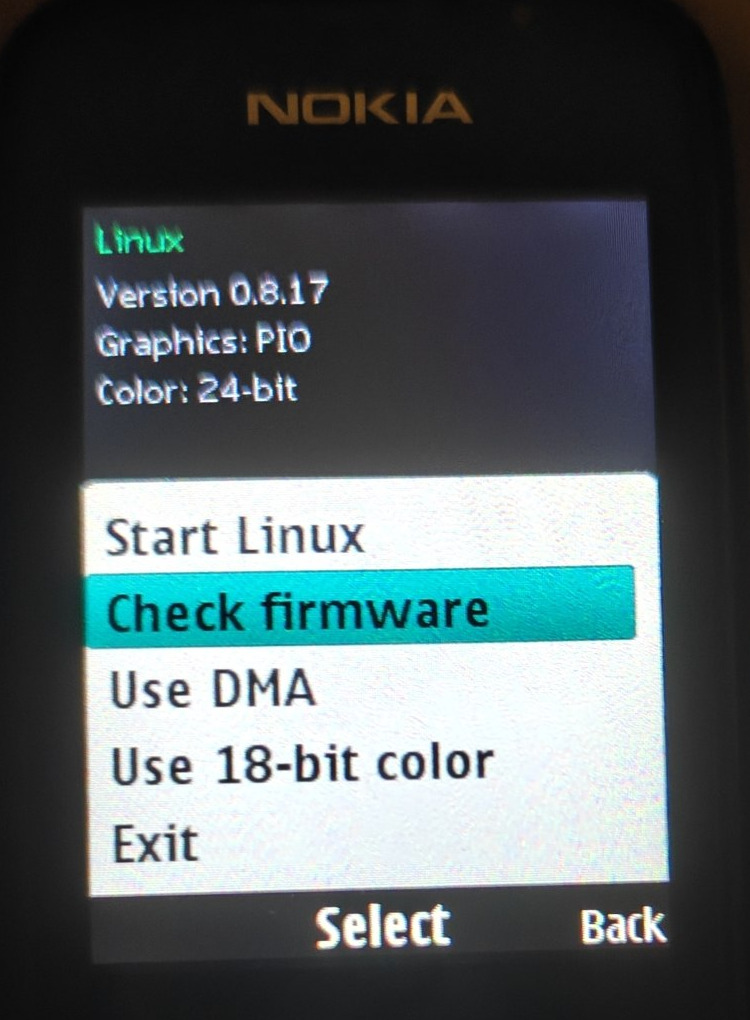 NOKIA
Linux
Version 0.8.17
Graphics: PIO
Color: 24-bit
Start Linux
Check firmware
Use DMA
Use 18-bit color
Exit
Select Back